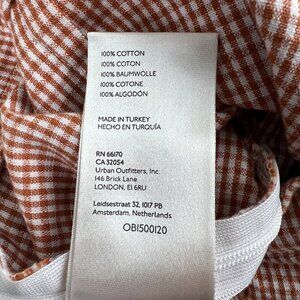 100% COTTON
100% COTON
100% BAUMWOLLE
100% COTONE
100% ALGODÓN
MADE IN TURKEY
HECHO EN TURQUÍA
RN 66170
CA 32054
Urban Outfitters, Inc.
146 Brick Lane
LONDON, E1 6RU
Leidsestraat 32, 1017 PB
Amsterdam, Netherlands
OB1500120